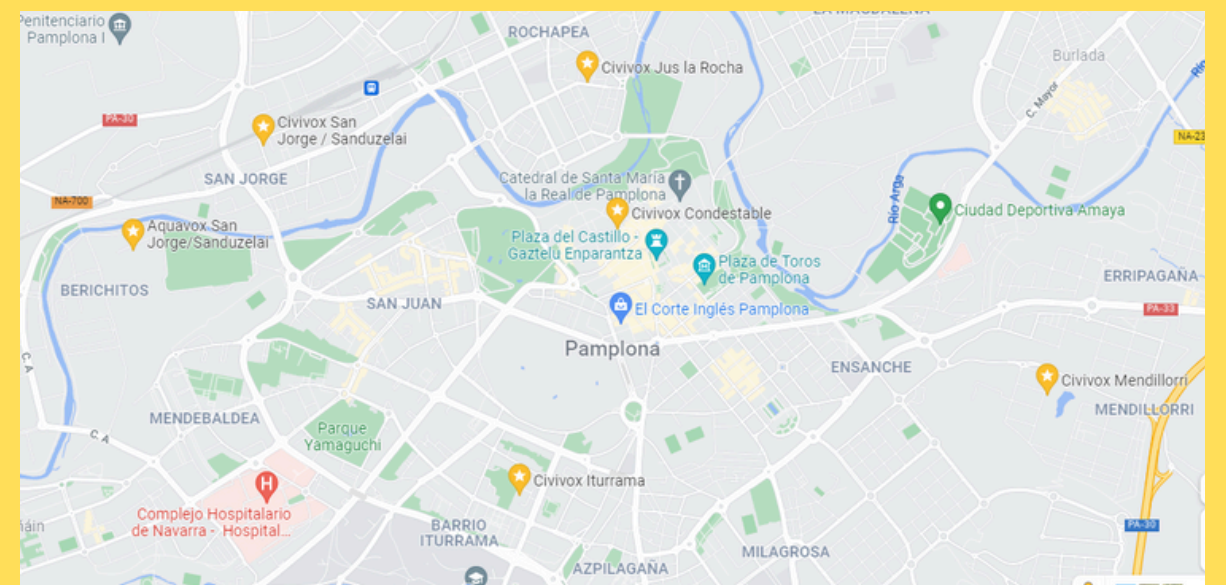 Penitenciario
Pamplona I
ROCHAPEA
Civivox Jus la Rocha
Burlada
C. Mayor
PA-30
Civivox San
Jorge / Sanduzelai
SAN JORGE
NA-700
Catedral de Santa María
la Real de Pamplona
Civivox Condestable
Río Arga
Ciudad Deportiva Amaya
Aquavox San
Jorge/Sanduzelai
Plaza del Castillo -
Gaztelu Enparantza
Plaza de Toros
de Pamplona
ERRIPAGAÑA
BERICHITOS
SAN JUAN
El Corte Inglés Pamplona
PA-33
Pamplona
ENSANCHE
C.A.
Civivox Mendillorri
MENDILLORRI
MENDEBALDEA
Parque
Yamaguchi
C.A.
Civivox Iturrama
H
Complejo Hospitalario
de Navarra - Hospital...
BARRIO
ITURRAMA
PA-30
MILAGROSA
AZPILAGAÑA